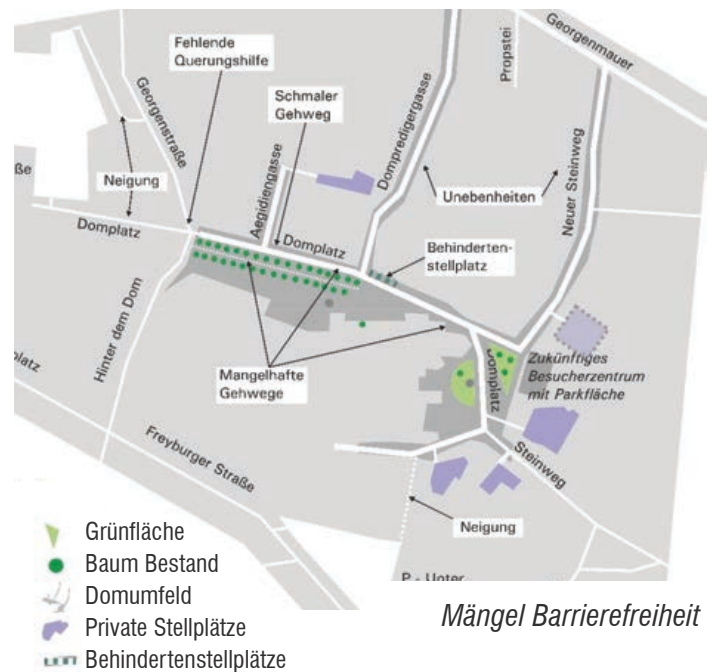 Georgenmauer
Propstei
Fehlende
Querungshilfe
Georgenstraße
Schmaler
Gehweg
Dompredigergasse
ße
Neigung
Aegidiengasse
Unebenheiten
Neuer Steinweg
Domplatz
Domplatz
Behinderten-
stellplatz
Hinter dem Dom
platz
Mangelhafte
Gehwege
Domplatz
Zukünftiges
Besucherzentrum
mit Parkfläche
Freyburger Straße
Steinweg
Neigung
P - Unter
Grünfläche
Baum Bestand
Domumfeld
Private Stellplätze
Behindertenstellplätze
Mängel Barrierefreiheit